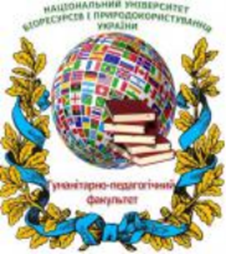 НАЦІОНАЛЬНИЙ УНІВЕРСИТЕТ
БІОРЕСУРСІВ І ПРИРОДОКОРИСТУВАННЯ
УКРАЇНИ
Гуманітарно-педагогічний
факультет